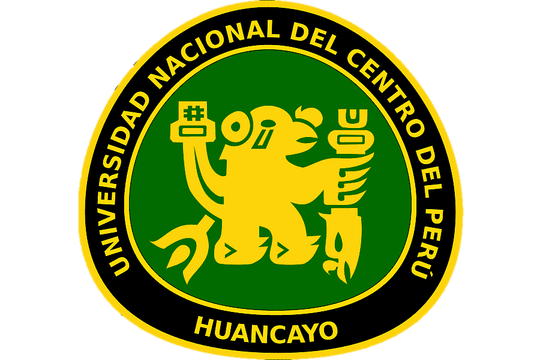 UNIVERSIDAD NACIONAL DEL CENTRO DEL PERÚ
HUANCAYO